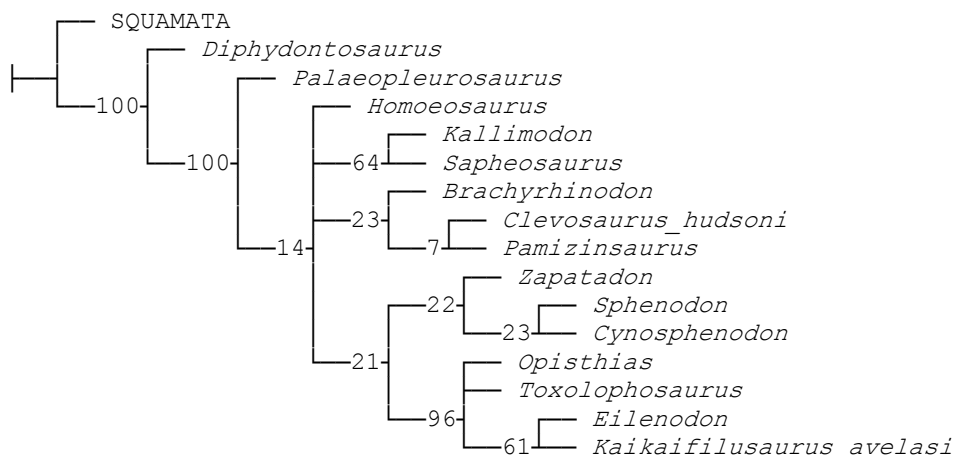 SQUAMATA
Diphydontosaurus
100
Palaeopleurosaurus
Homoeosaurus
100
Kallimodon
64 Sapheosaurus
Brachyrhinodon
23 Clevosaurus_hudsoni
14 7 Pamizinsaurus
Zapatadon
22 Sphenodon
23 Cynosphenodon
21 Opisthias
Toxolophosaurus
96 Eilenodon
61 Kaikaifilusaurus avelasi